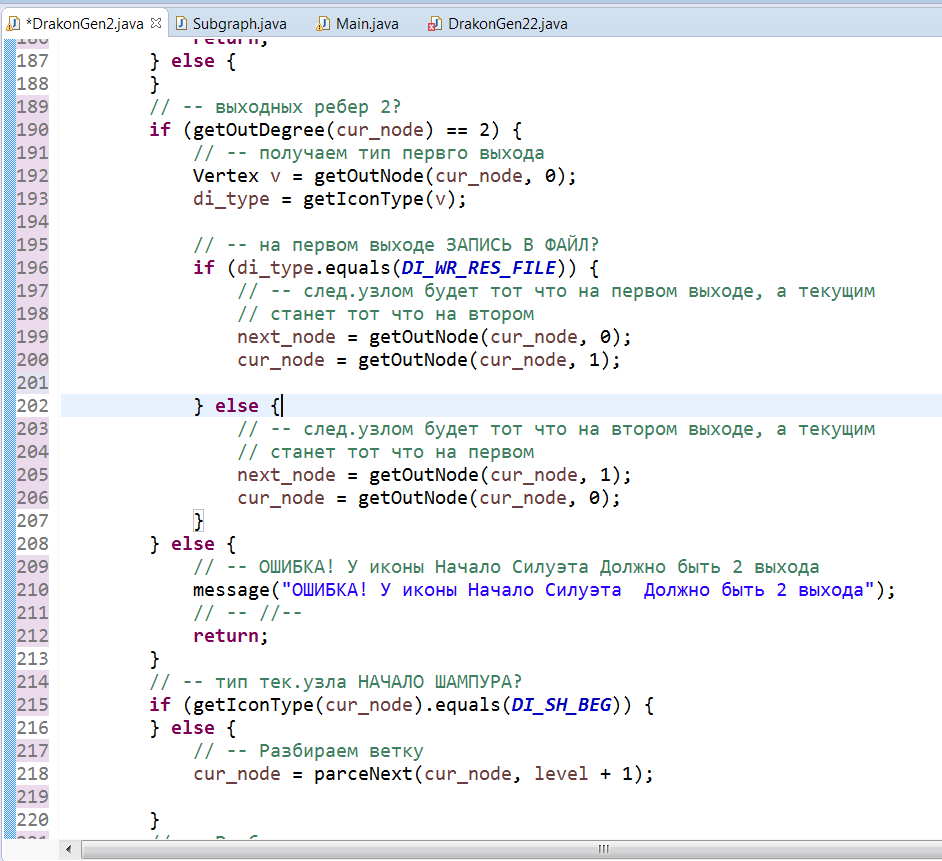 *DrakonGen2.java Subgraph.java Main.java DrakonGen22.java
186 return;
187 } else {
188 }
189 // -- выходных ребер 2?
190 if (getOutDegree(cur_node) == 2) {
191 // -- получаем тип первго выхода
192 Vertex v = getOutNode(cur_node, 0);
193 di_type = getIconType(v);
194
195 // -- на первом выходе ЗАПИСЬ В ФАЙЛ?
196 if (di_type.equals(DI_WR_RES_FILE)) {
197 // -- след.узлом будет тот что на первом выходе, а текущим
198 // станет тот что на втором
199 next_node = getOutNode(cur_node, 0);
200 cur_node = getOutNode(cur_node, 1);
201
202 } else {
203 // -- след.узлом будет тот что на втором выходе, а текущим
204 // станет тот что на первом
205 next_node = getOutNode(cur_node, 1);
206 cur_node = getOutNode(cur_node, 0);
207 }
208 } else {
209 // -- ОШИБКА! У иконы Начало Силуэта Должно быть 2 выхода
210 message("ОШИБКА! У иконы Начало Силуэта  Должно быть 2 выхода");
211 // -- //--
212 return;
213 }
214 // -- тип тек.узла НАЧАЛО ШАМПУРА?
215 if (getIconType(cur_node).equals(DI_SH_BEG)) {
216 } else {
217 // -- Разбираем ветку
218 cur_node = parceNext(cur_node, level + 1);
219
220 }